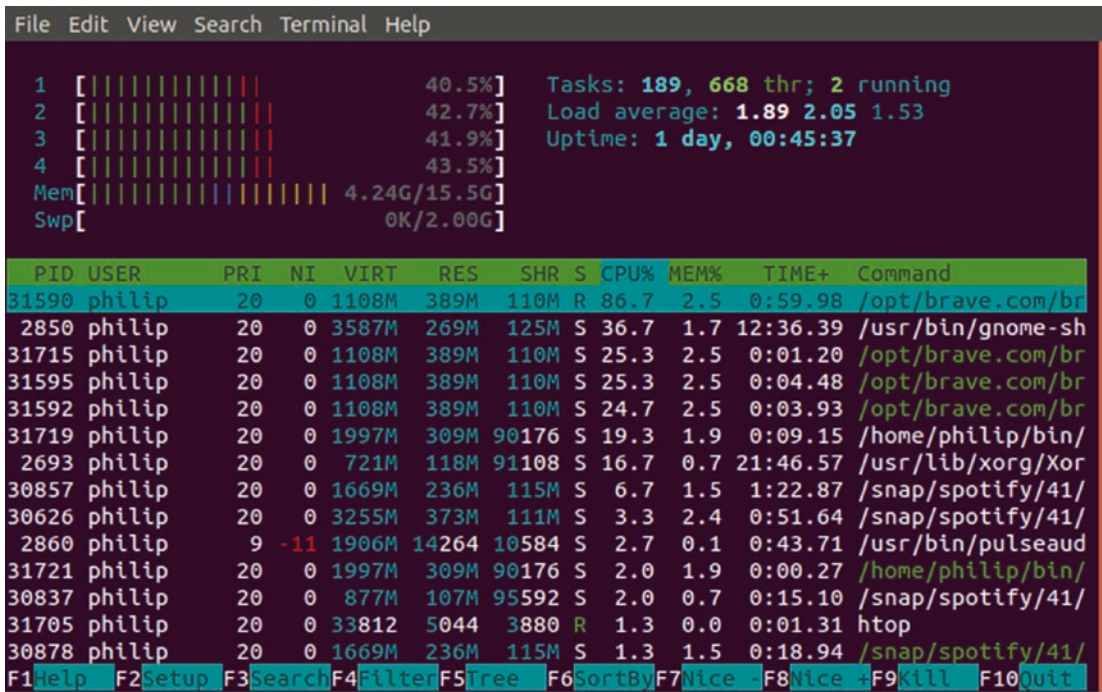 File Edit View Search Terminal Help
1 [||||||||||||| 40.5%] Tasks: 189, 668 thr; 2 running
2 [|||||||||||||| 42.7%] Load average: 1.89 2.05 1.53
3 [|||||||||||||| 41.9%] Uptime: 1 day, 00:45:37
4 [|||||||||||||| 43.5%]
Mem[||||||||||||||||||| 4.24G/15.5G]
Swp[ 0K/2.00G]
PID USER PRI NI VIRT RES SHR S CPU% MEM% TIME+ Command
31590 philip 20 0 1108M 389M 110M R 86.7 2.5 0:59.98 /opt/brave.com/br
2850 philip 20 0 3587M 269M 125M S 36.7 1.7 12:36.39 /usr/bin/gnome-sh
31715 philip 20 0 1108M 389M 110M S 25.3 2.5 0:01.20 /opt/brave.com/br
31595 philip 20 0 1108M 389M 110M S 25.3 2.5 0:04.48 /opt/brave.com/br
31592 philip 20 0 1108M 389M 110M S 24.7 2.5 0:03.93 /opt/brave.com/br
31719 philip 20 0 1997M 309M 90176 S 19.3 1.9 0:09.15 /home/philip/bin/
2693 philip 20 0 721M 118M 91108 S 16.7 0.7 21:46.57 /usr/lib/xorg/Xor
30857 philip 20 0 1669M 236M 115M S 6.7 1.5 1:22.87 /snap/spotify/41/
30626 philip 20 0 3255M 373M 111M S 3.3 2.4 0:51.64 /snap/spotify/41/
2860 philip 9 -11 1906M 14264 10584 S 2.7 0.1 0:43.71 /usr/bin/pulseaud
31721 philip 20 0 1997M 309M 90176 S 2.0 1.9 0:00.27 /home/philip/bin/
30837 philip 20 0 877M 107M 95592 S 2.0 0.7 0:15.10 /snap/spotify/41/
31705 philip 20 0 33812 5044 3880 R 1.3 0.0 0:01.31 htop
30878 philip 20 0 1669M 236M 115M S 1.3 1.5 0:18.94 /snap/spotify/41/
F1Help F2Setup F3SearchF4FilterF5Tree F6SortByF7Nice -F8Nice +F9Kill F10Quit